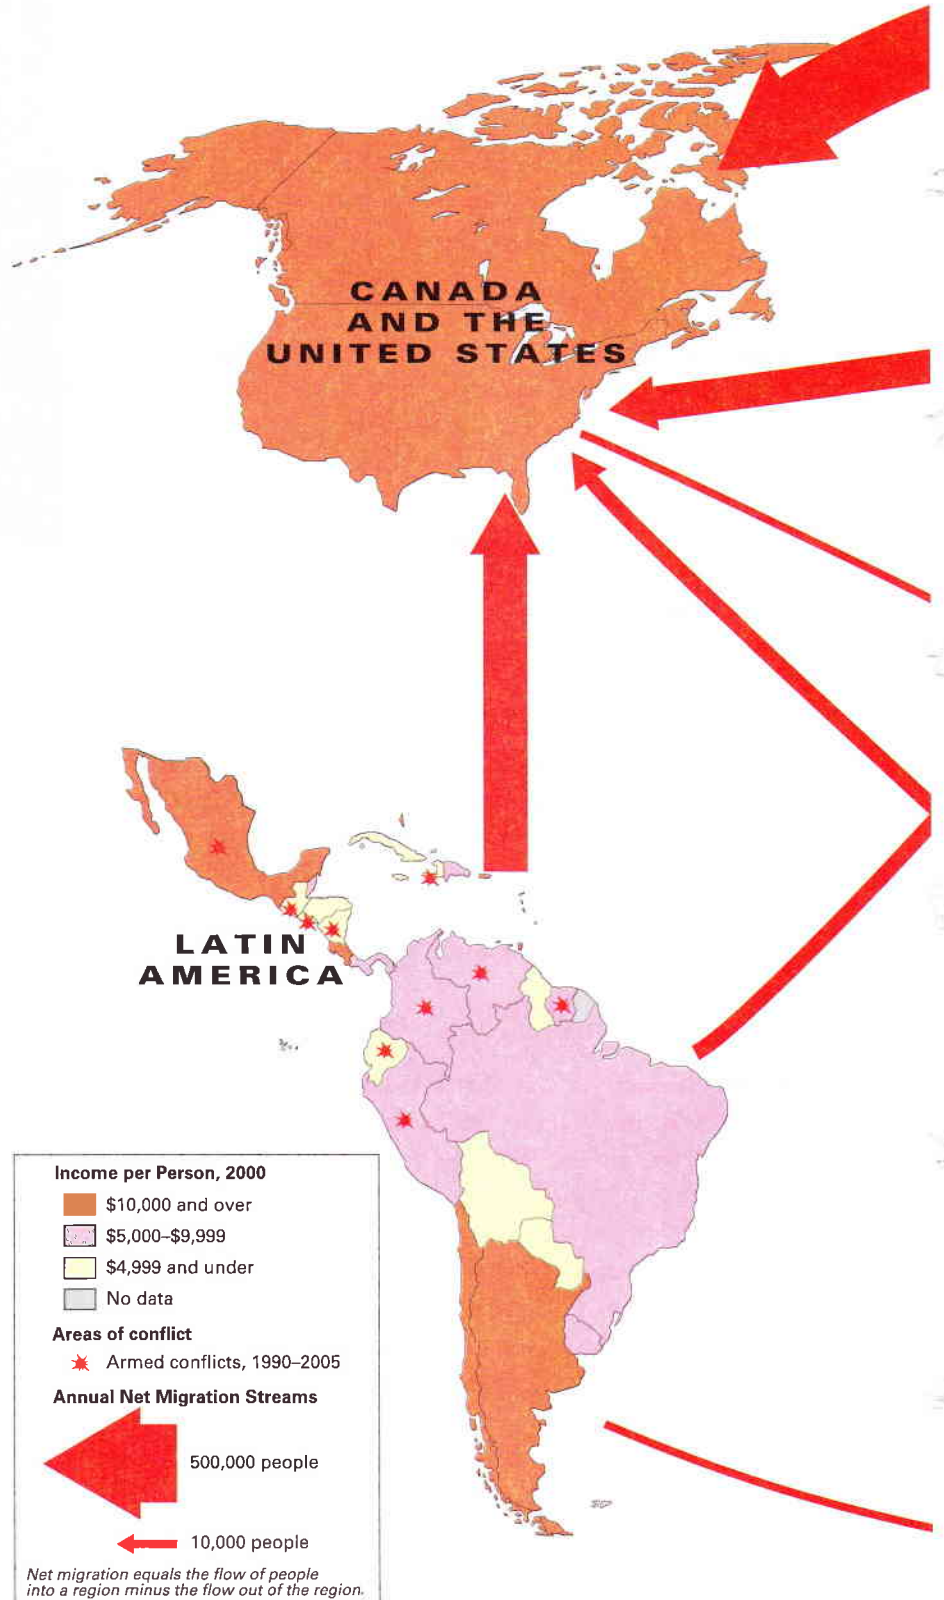 CANADA
AND THE
UNITED STATES
LATIN
AMERICA
Income per Person, 2000
$10,000 and over
$5,000–$9,999
$4,999 and under
No data
Areas of conflict
Armed conflicts, 1990–2005
Annual Net Migration Streams
500,000 people
10,000 people
Net migration equals the flow of people
into a region minus the flow out of the region.